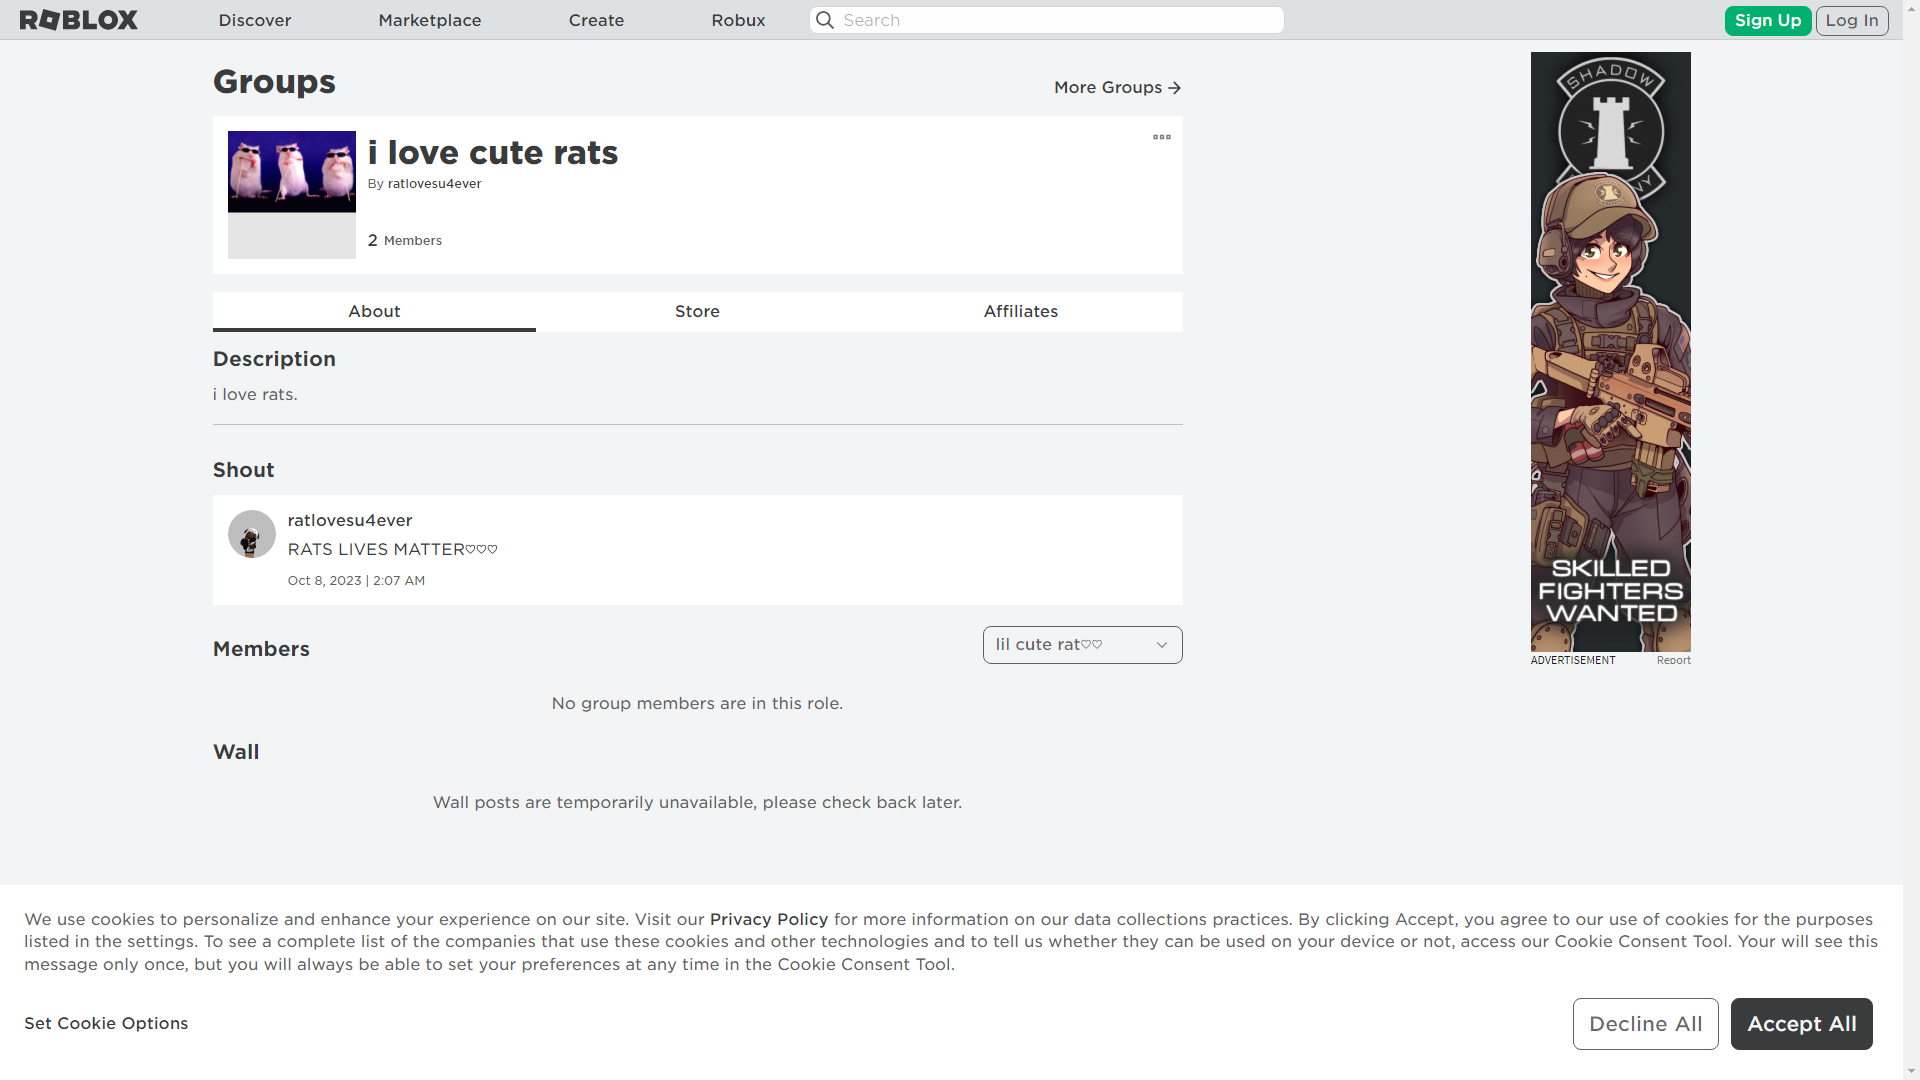 ROBLOX
Discover
Marketplace
Create
Robux
Search
Sign Up
Log In
Groups
More Groups
i love cute rats
By ratlovesu4ever
2 Members
About
Store
Affiliates
Description
i love rats.
Shout
ratlovesu4ever
RATS LIVES MATTER♡♡♡
Oct 8, 2023 | 2:07 AM
Members
lil cute rat♡♡
No group members are in this role.
Wall
Wall posts are temporarily unavailable, please check back later.
SHADOW
SKILLED
FIGHTERS
WANTED
ADVERTISEMENT
Report
We use cookies to personalize and enhance your experience on our site. Visit our Privacy Policy for more information on our data collections practices. By clicking Accept, you agree to our use of cookies for the purposes
listed in the settings. To see a complete list of the companies that use these cookies and other technologies and to tell us whether they can be used on your device or not, access our Cookie Consent Tool. Your will see this
message only once, but you will always be able to set your preferences at any time in the Cookie Consent Tool.
Set Cookie Options
Decline All
Accept All